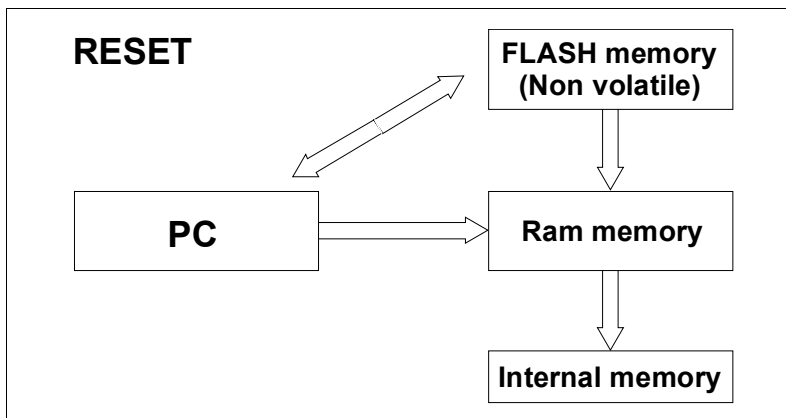 RESET
FLASH memory
(Non volatile)
PC
Ram memory
Internal memory